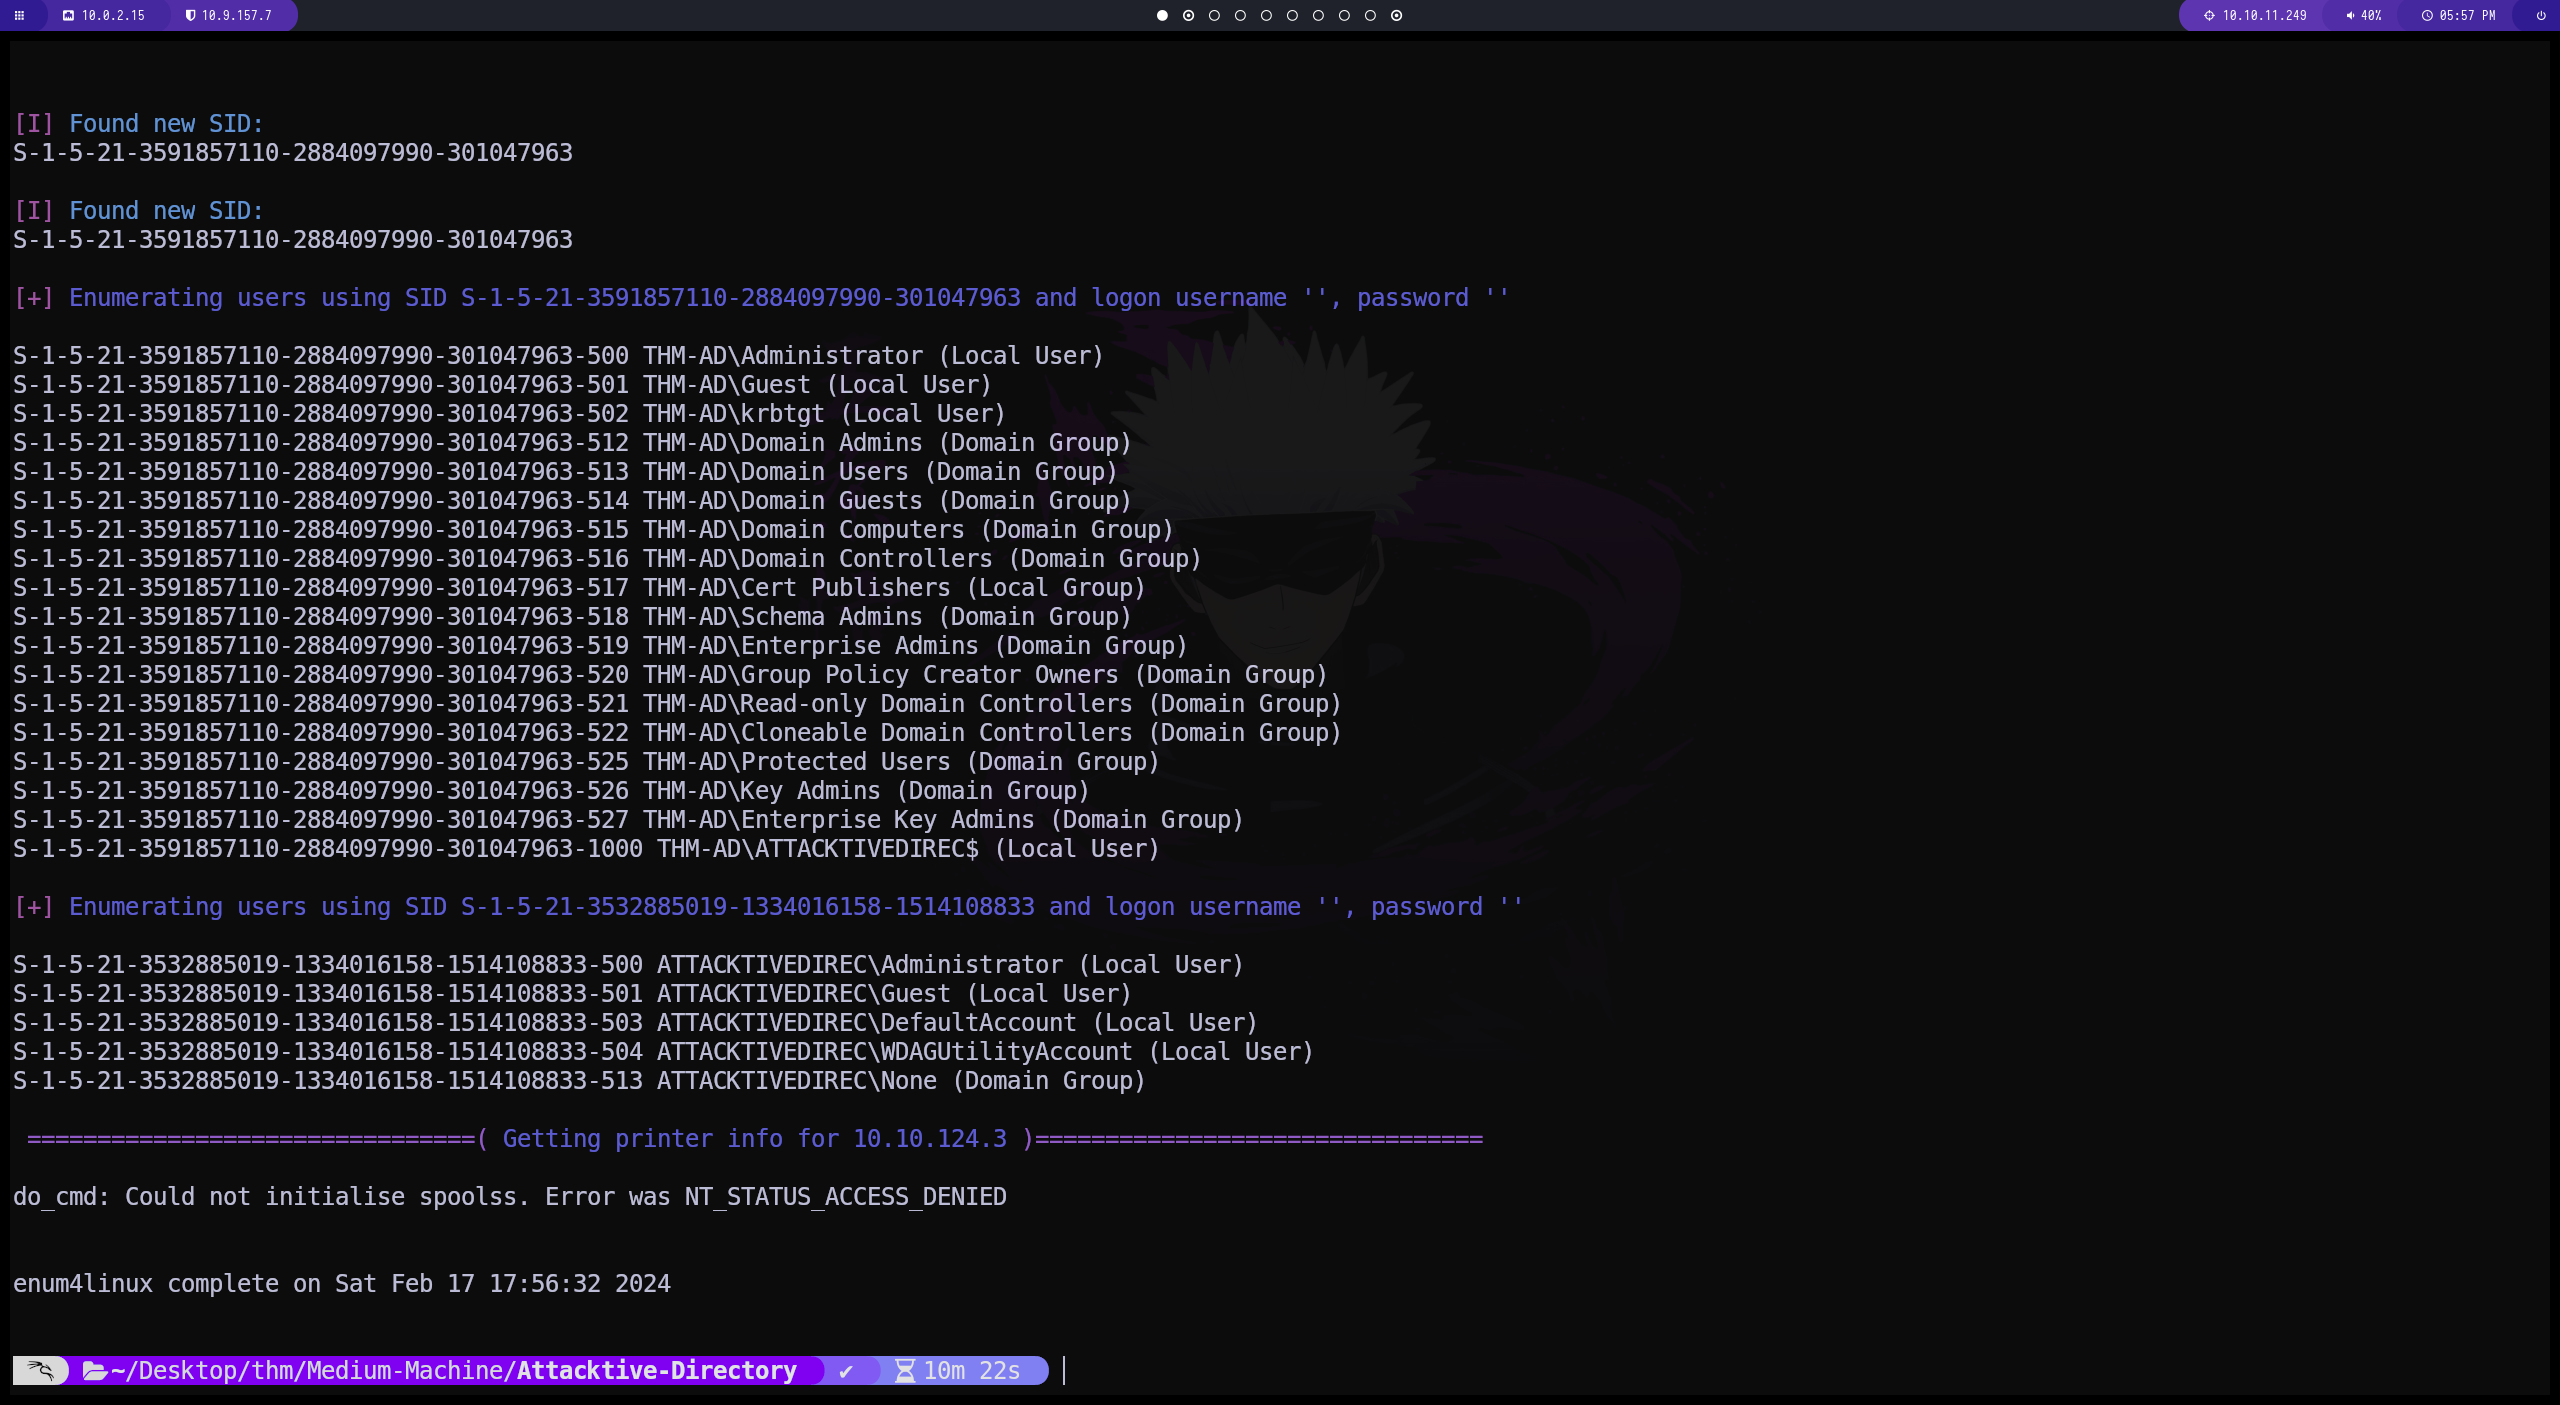 10.0.2.15 10.9.157.7 10.10.11.249 40% 05:57 PM
[I] Found new SID:
S-1-5-21-3591857110-2884097990-301047963
[I] Found new SID:
S-1-5-21-3591857110-2884097990-301047963
[+] Enumerating users using SID S-1-5-21-3591857110-2884097990-301047963 and logon username '', password ''
S-1-5-21-3591857110-2884097990-301047963-500 THM-AD\Administrator (Local User)
S-1-5-21-3591857110-2884097990-301047963-501 THM-AD\Guest (Local User)
S-1-5-21-3591857110-2884097990-301047963-502 THM-AD\krbtgt (Local User)
S-1-5-21-3591857110-2884097990-301047963-512 THM-AD\Domain Admins (Domain Group)
S-1-5-21-3591857110-2884097990-301047963-513 THM-AD\Domain Users (Domain Group)
S-1-5-21-3591857110-2884097990-301047963-514 THM-AD\Domain Guests (Domain Group)
S-1-5-21-3591857110-2884097990-301047963-515 THM-AD\Domain Computers (Domain Group)
S-1-5-21-3591857110-2884097990-301047963-516 THM-AD\Domain Controllers (Domain Group)
S-1-5-21-3591857110-2884097990-301047963-517 THM-AD\Cert Publishers (Local Group)
S-1-5-21-3591857110-2884097990-301047963-518 THM-AD\Schema Admins (Domain Group)
S-1-5-21-3591857110-2884097990-301047963-519 THM-AD\Enterprise Admins (Domain Group)
S-1-5-21-3591857110-2884097990-301047963-520 THM-AD\Group Policy Creator Owners (Domain Group)
S-1-5-21-3591857110-2884097990-301047963-521 THM-AD\Read-only Domain Controllers (Domain Group)
S-1-5-21-3591857110-2884097990-301047963-522 THM-AD\Cloneable Domain Controllers (Domain Group)
S-1-5-21-3591857110-2884097990-301047963-525 THM-AD\Protected Users (Domain Group)
S-1-5-21-3591857110-2884097990-301047963-526 THM-AD\Key Admins (Domain Group)
S-1-5-21-3591857110-2884097990-301047963-527 THM-AD\Enterprise Key Admins (Domain Group)
S-1-5-21-3591857110-2884097990-301047963-1000 THM-AD\ATTACKTIVEDIREC$ (Local User)
[+] Enumerating users using SID S-1-5-21-3532885019-1334016158-1514108833 and logon username '', password ''
S-1-5-21-3532885019-1334016158-1514108833-500 ATTACKTIVEDIREC\Administrator (Local User)
S-1-5-21-3532885019-1334016158-1514108833-501 ATTACKTIVEDIREC\Guest (Local User)
S-1-5-21-3532885019-1334016158-1514108833-503 ATTACKTIVEDIREC\DefaultAccount (Local User)
S-1-5-21-3532885019-1334016158-1514108833-504 ATTACKTIVEDIREC\WDAGUtilityAccount (Local User)
S-1-5-21-3532885019-1334016158-1514108833-513 ATTACKTIVEDIREC\None (Domain Group)
================================( Getting printer info for 10.10.124.3 )================================
do_cmd: Could not initialise spoolss. Error was NT_STATUS_ACCESS_DENIED
enum4linux complete on Sat Feb 17 17:56:32 2024
~/Desktop/thm/Medium-Machine/Attacktive-Directory ✔ 10m 22s